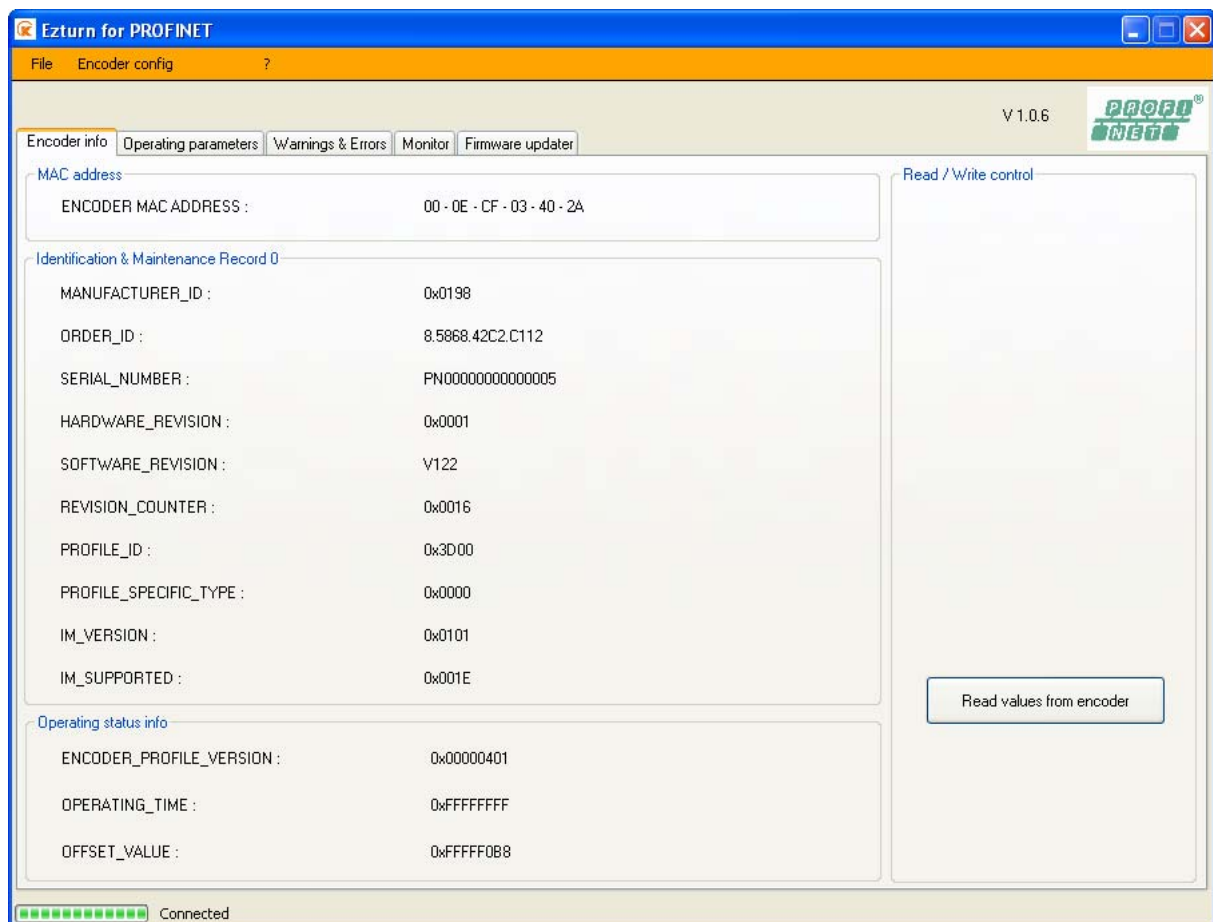 Ezturn for PROFINET
File Encoder config ?
V 1.0.6
PROFI®
NET
Encoder info Operating parameters Warnings & Errors Monitor Firmware updater
MAC address
ENCODER MAC ADDRESS : 00 - 0E - CF - 03 - 40 - 2A
Identification & Maintenance Record 0
MANUFACTURER_ID : 0x0198
ORDER_ID : 8.5868.42C2.C112
SERIAL_NUMBER : PN00000000000005
HARDWARE_REVISION : 0x0001
SOFTWARE_REVISION : V122
REVISION_COUNTER : 0x0016
PROFILE_ID : 0x3D00
PROFILE_SPECIFIC_TYPE : 0x0000
IM_VERSION : 0x0101
IM_SUPPORTED : 0x001E
Operating status info
ENCODER_PROFILE_VERSION : 0x00000401
OPERATING_TIME : 0xFFFFFFFF
OFFSET_VALUE : 0xFFFFF0B8
Read / Write control
Read values from encoder
Connected